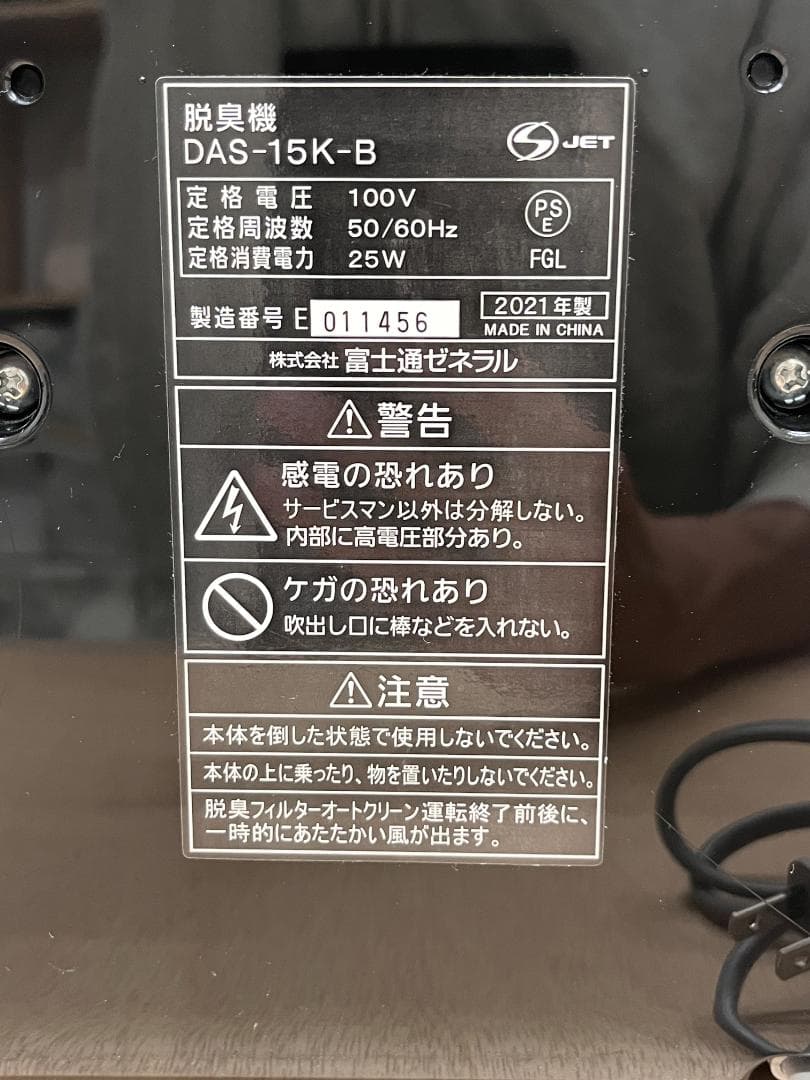 脱臭機
DAS-15K-B
S JET
定格電圧 100V
定格周波数 50/60Hz
定格消費電力 25W
PS
E
FGL
製造番号 E 011456
2021年製
MADE IN CHINA
株式会社 富士通ゼネラル
警告
感電の恐れあり
サービスマン以外は分解しない。
内部に高電圧部分あり。
ケガの恐れあり
吹出し口に棒などを入れない。
注意
本体を倒した状態で使用しないでください。
本体の上に乗ったり、物を置いたりしないでください。
脱臭フィルターオートクリーン運転終了前後に、
一時的にあたたかい風が出ます。